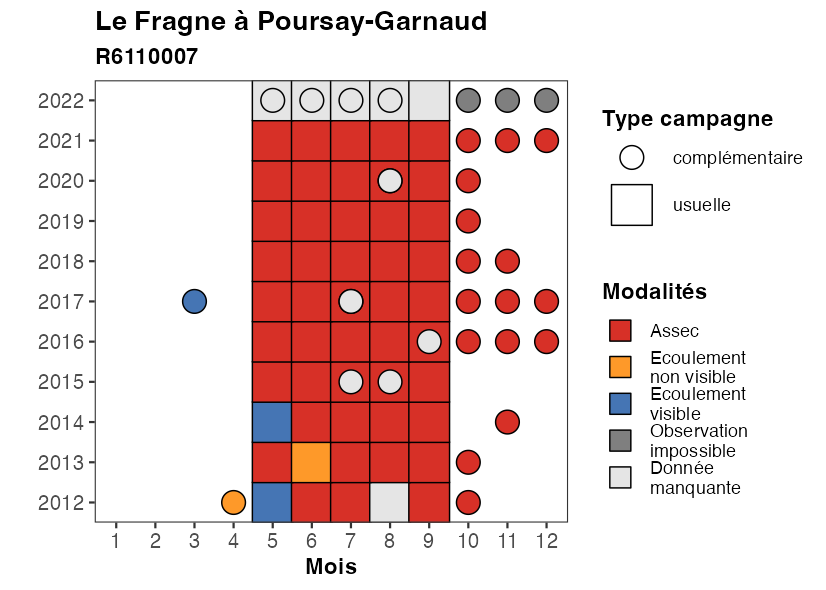 Le Fragne à Poursay-Garnaud
R6110007
2022
2021
2020
2019
2018
2017
2016
2015
2014
2013
2012
1 2 3 4 5 6 7 8 9 10 11 12
Mois
Type campagne
complémentaire
usuelle
Modalités
Assec
Ecoulement
non visible
Ecoulement
visible
Observation
impossible
Donnée
manquante